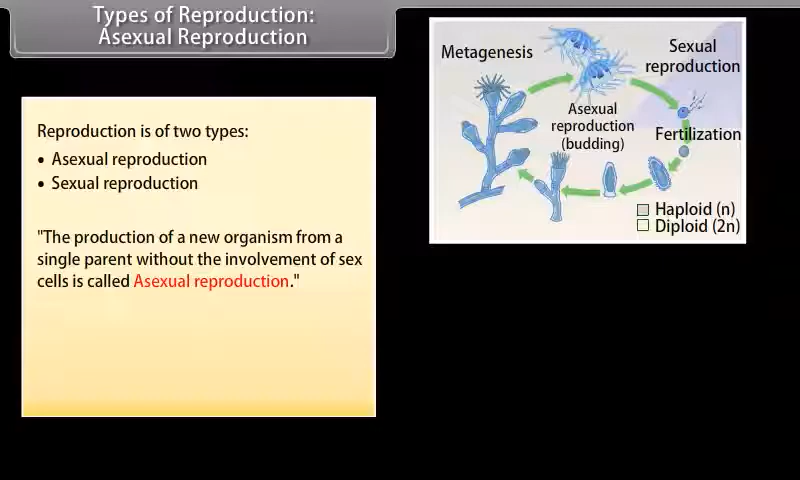 Types of Reproduction:
Asexual Reproduction
Reproduction is of two types:
• Asexual reproduction
• Sexual reproduction
"The production of a new organism from a
single parent without the involvement of sex
cells is called Asexual reproduction."
Metagenesis
Sexual
reproduction
Asexual
reproduction
(budding)
Fertilization
Haploid (n)
Diploid (2n)